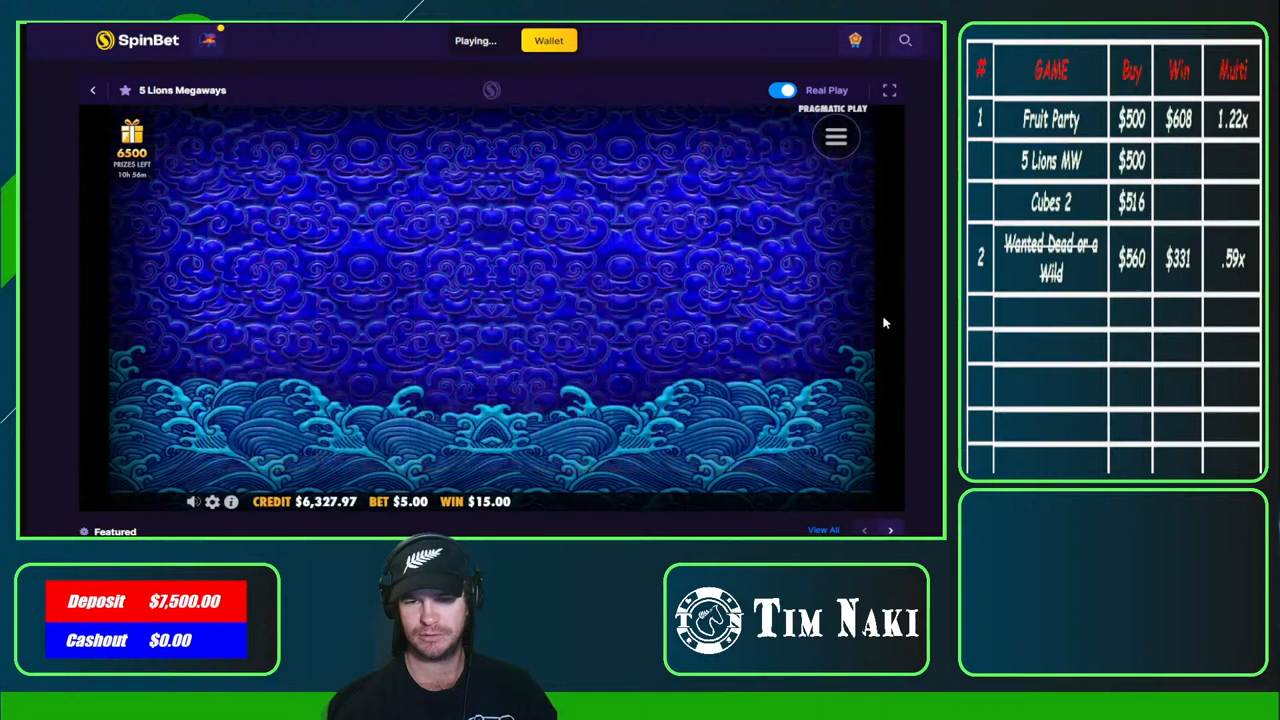 SpinBet
Playing...
Wallet
5 Lions Megaways
Real Play
PRAGMATIC PLAY
6500
PRIZES LEFT
10h 56m
CREDIT $6,327.97 BET $5.00 WIN $15.00
Featured
View All
# GAME Buy Win Multi
1 Fruit Party $500 $608 1.22x
5 Lions MW $500
Cubes 2 $516
2 Wanted Dead or a Wild $560 $331 .59x
Deposit $7,500.00
Cashout $0.00
TN
TIM NAKI